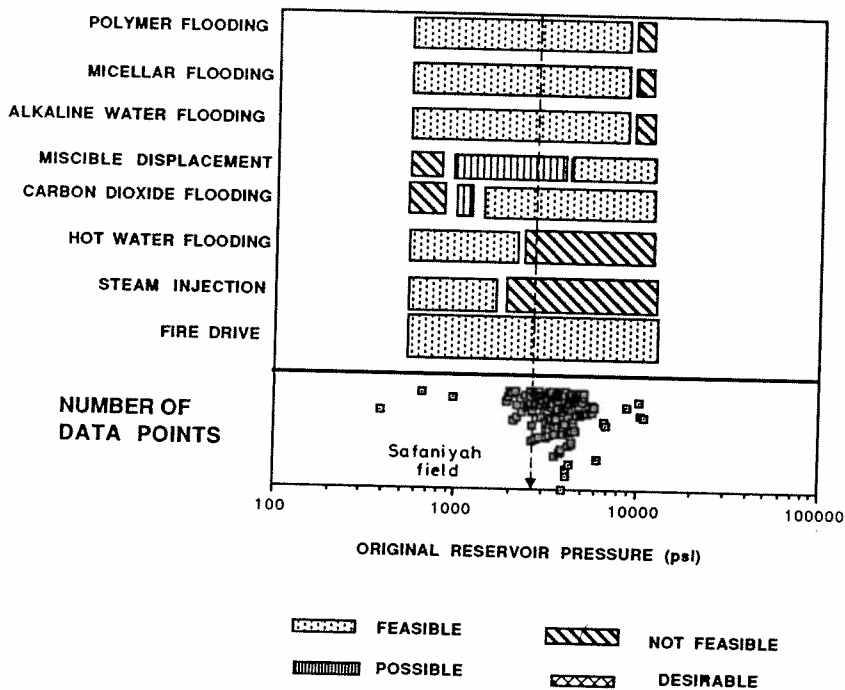 POLYMER FLOODING
MICELLAR FLOODING
ALKALINE WATER FLOODING
MISCIBLE DISPLACEMENT
CARBON DIOXIDE FLOODING
HOT WATER FLOODING
STEAM INJECTION
FIRE DRIVE
NUMBER OF
DATA POINTS
Safaniyah
field
100 1000 10000 100000
ORIGINAL RESERVOIR PRESSURE (psi)
FEASIBLE NOT FEASIBLE
POSSIBLE DESIRABLE